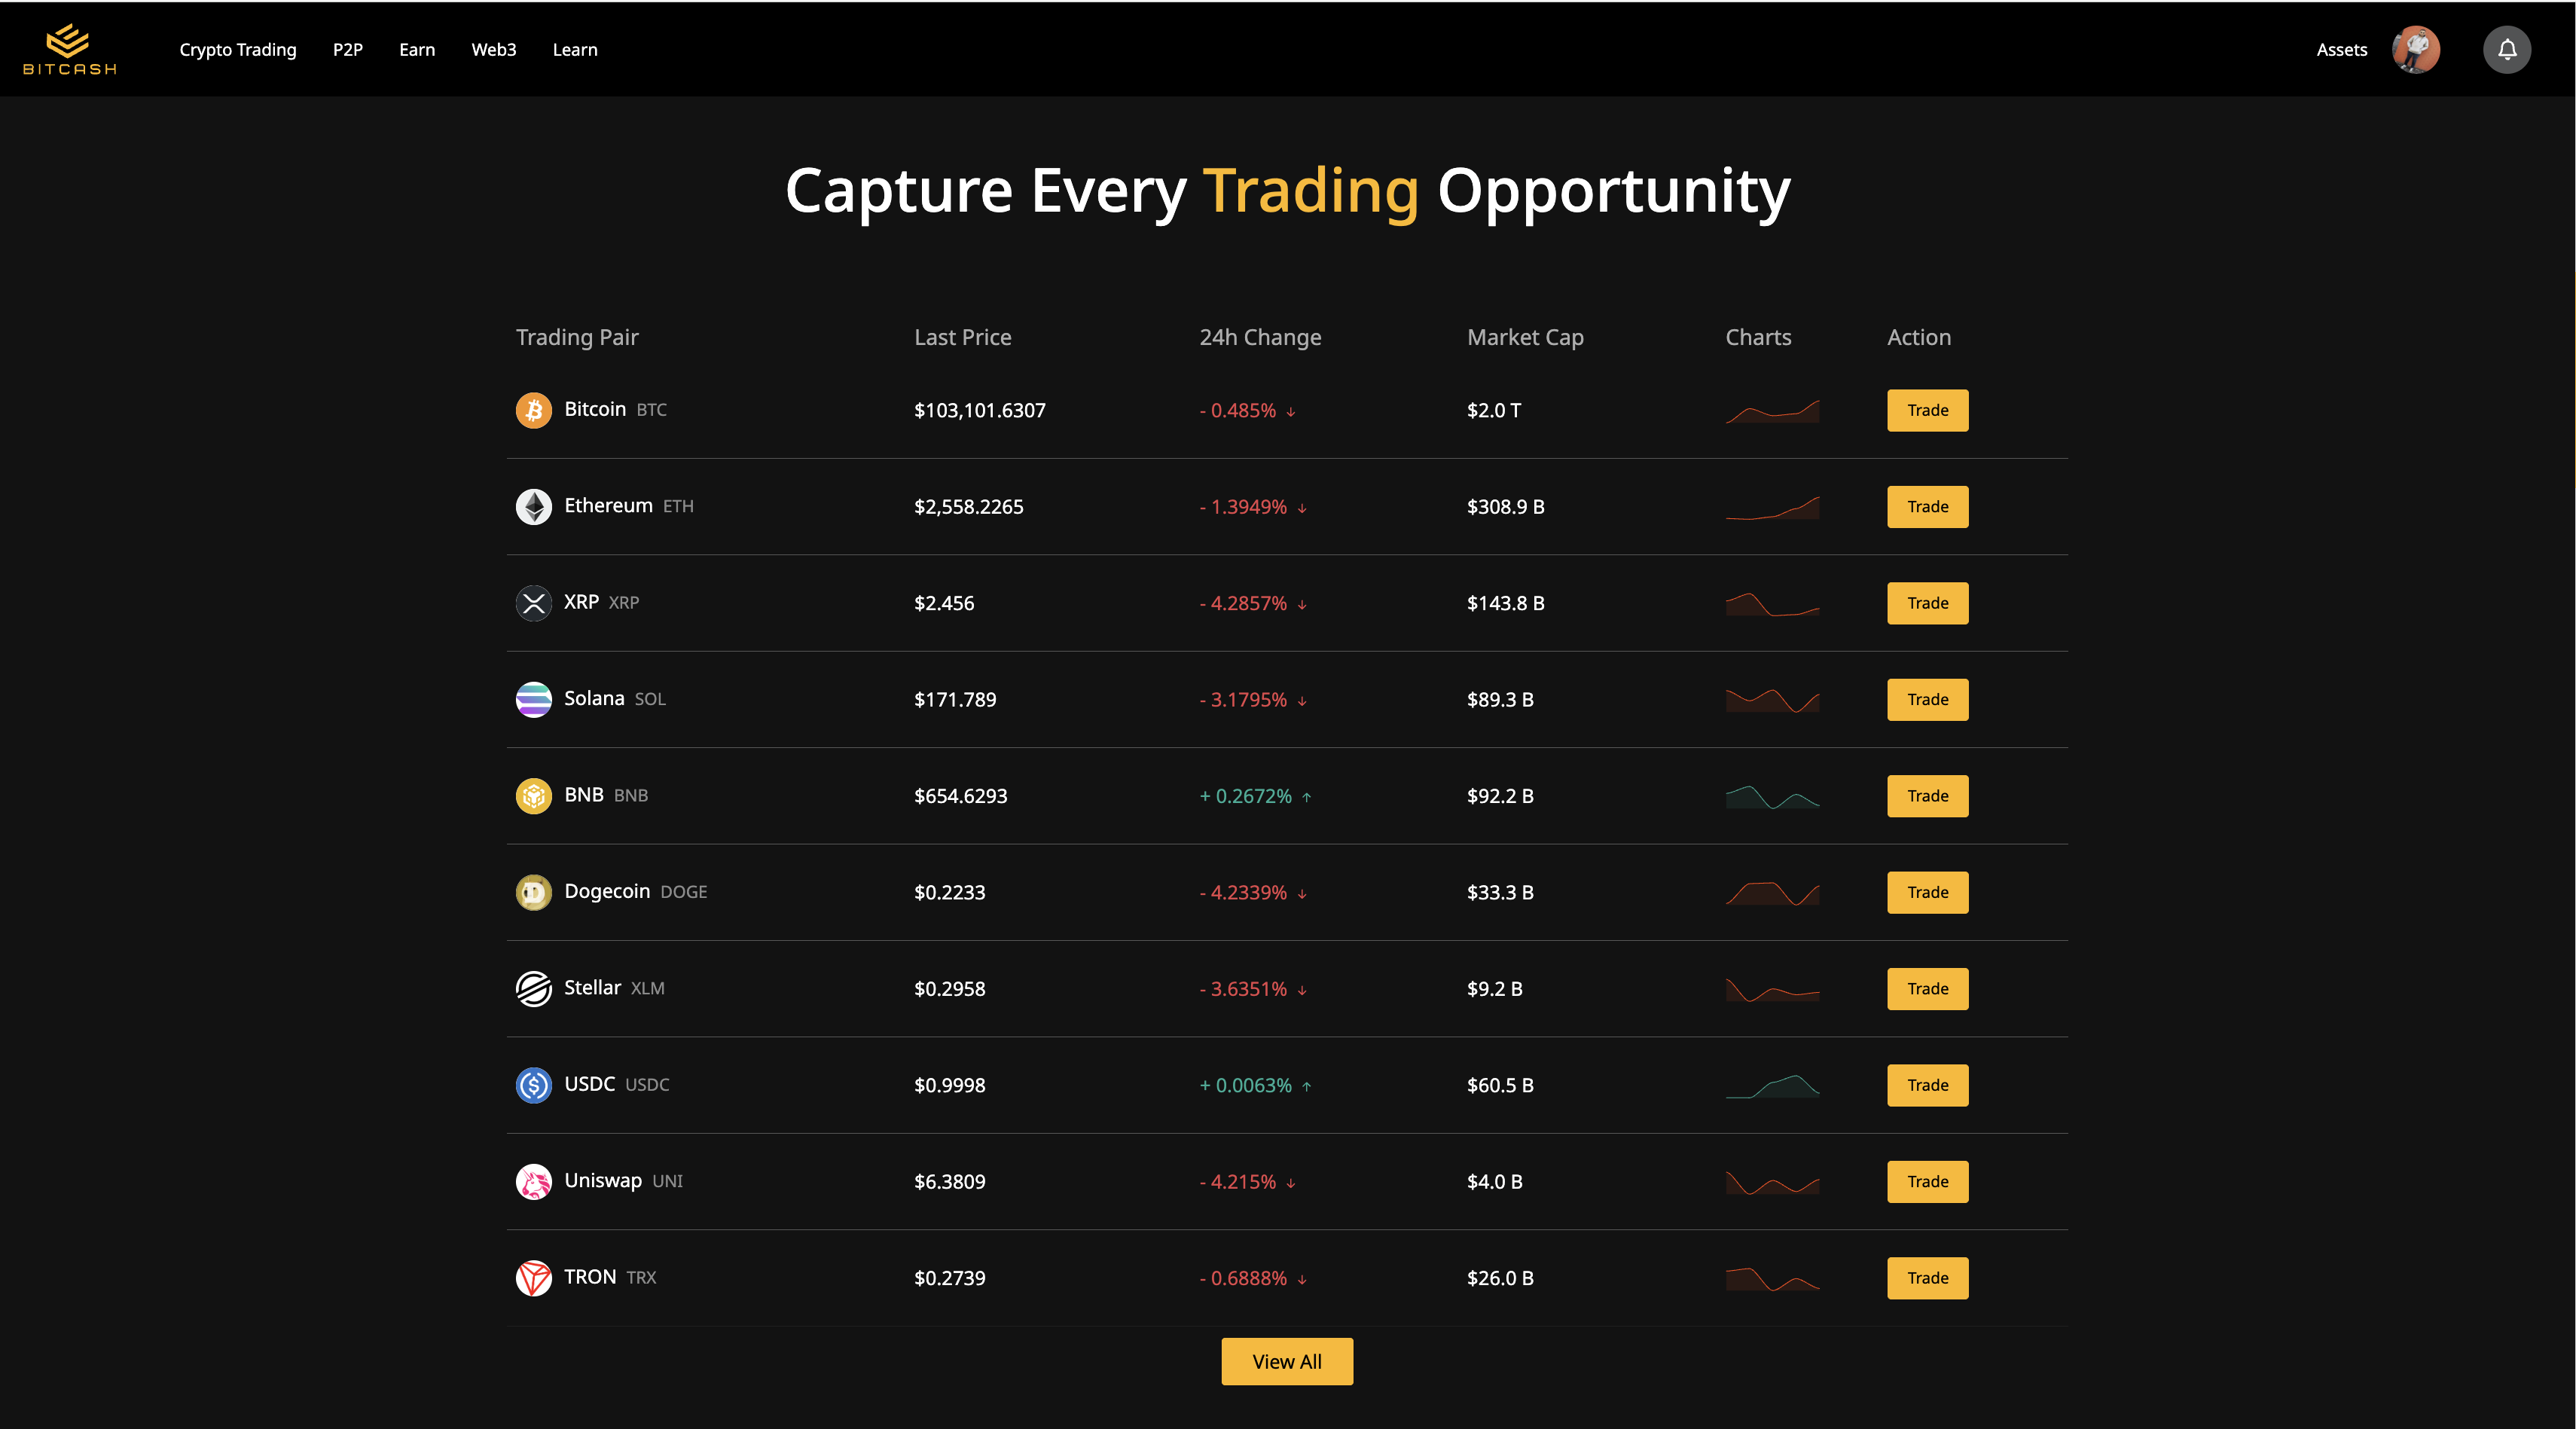 BITCASH
Crypto Trading P2P Earn Web3 Learn Assets
Capture Every Trading Opportunity
Trading Pair Last Price 24h Change Market Cap Charts Action
Bitcoin BTC $103,101.6307 - 0.485% ↓ $2.0 T Trade
Ethereum ETH $2,558.2265 - 1.3949% ↓ $308.9 B Trade
XRP XRP $2.456 - 4.2857% ↓ $143.8 B Trade
Solana SOL $171.789 - 3.1795% ↓ $89.3 B Trade
BNB BNB $654.6293 + 0.2672% ↑ $92.2 B Trade
Dogecoin DOGE $0.2233 - 4.2339% ↓ $33.3 B Trade
Stellar XLM $0.2958 - 3.6351% ↓ $9.2 B Trade
USDC USDC $0.9998 + 0.0063% ↑ $60.5 B Trade
Uniswap UNI $6.3809 - 4.215% ↓ $4.0 B Trade
TRON TRX $0.2739 - 0.6888% ↓ $26.0 B Trade
View All